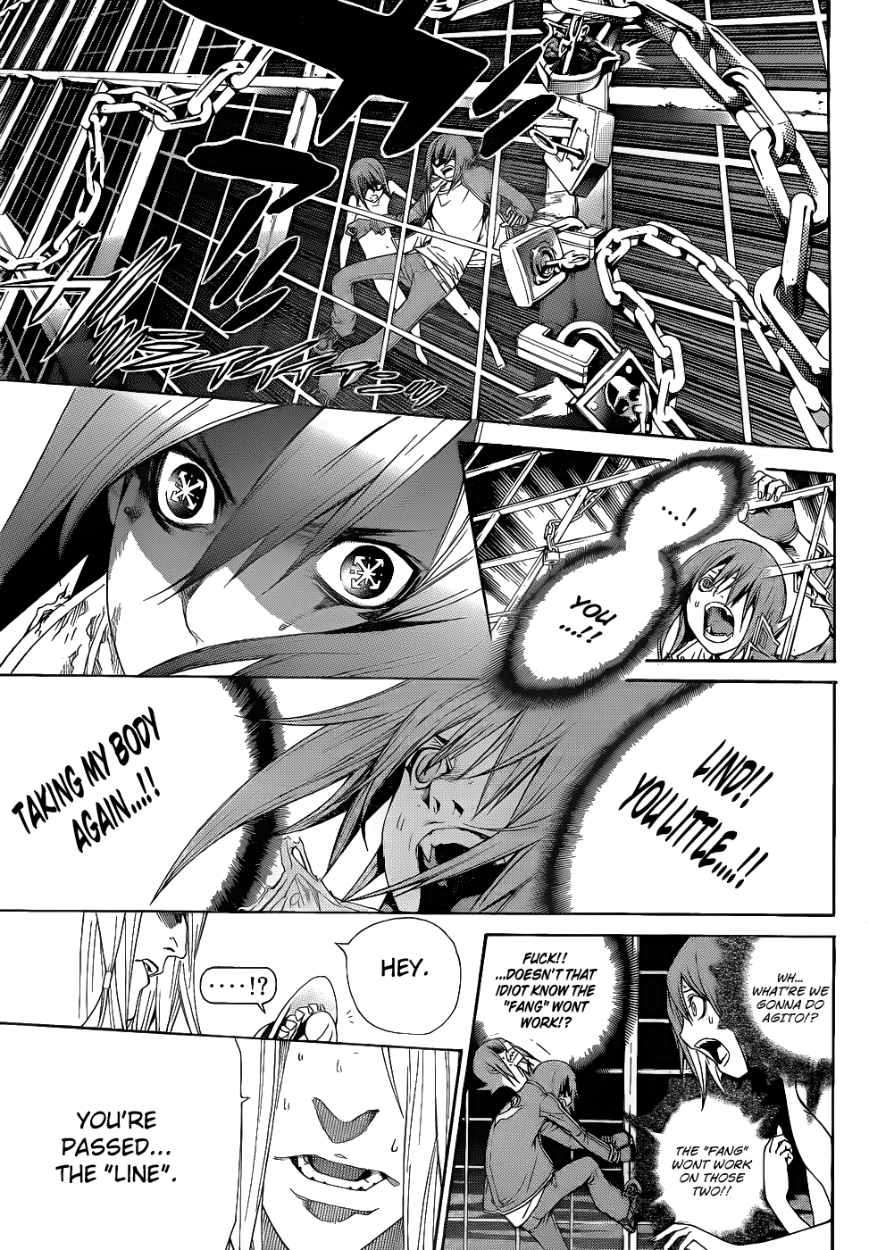 ....!
YOU
....!!
LIND!!
YOU LITTLE....!!
TAKING MY BODY
AGAIN....!!
WH...
WHAT'RE WE
GONNA DO
AGITO!?
THE "FANG"
WONT WORK
ON THOSE
TWO!!
FUCK!!
...DOESN'T THAT
IDIOT KNOW THE
"FANG" WONT
WORK!?
HEY.
....!?
YOU'RE
PASSED...
THE "LINE".